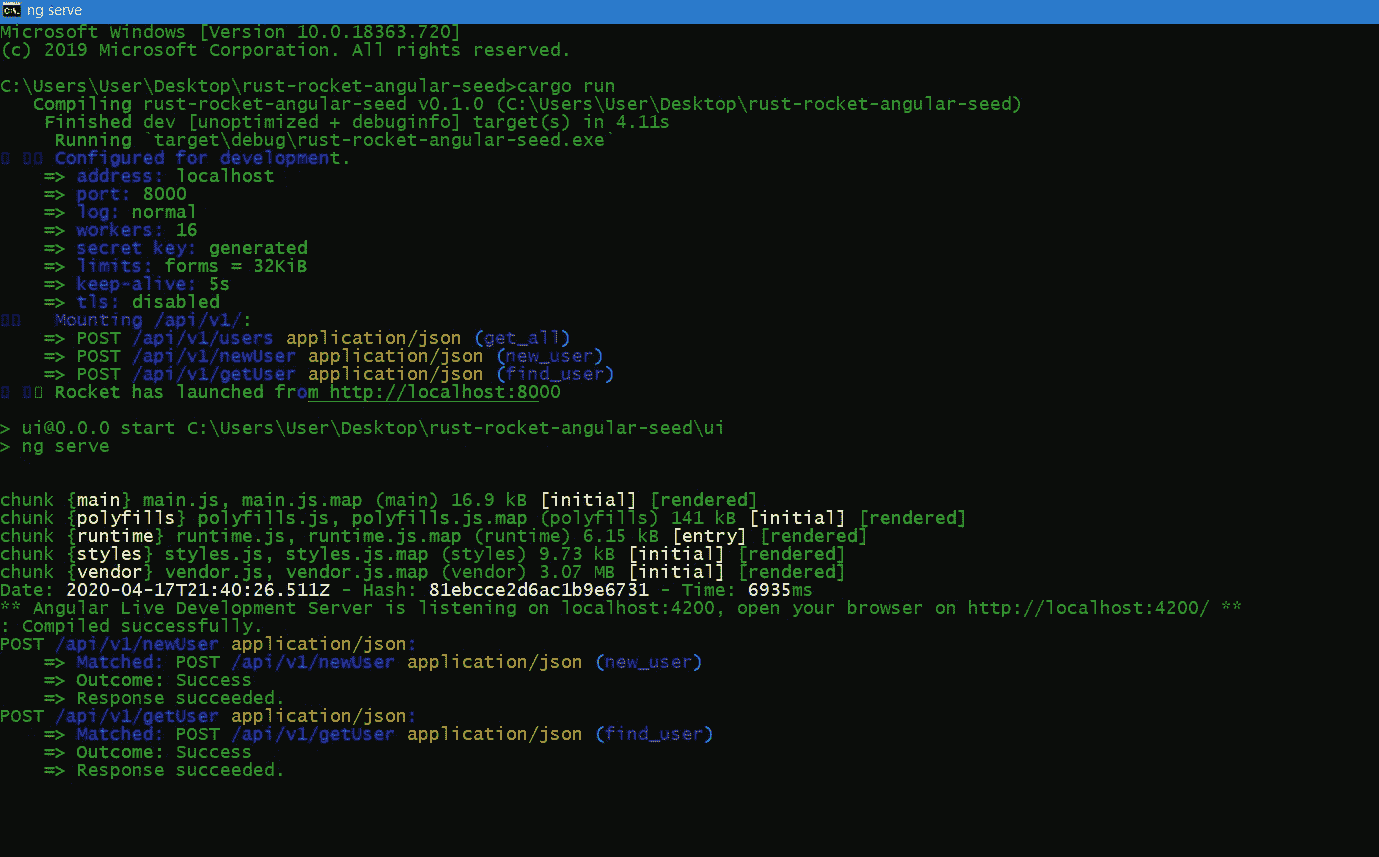 ng serve
Microsoft Windows [Version 10.0.18363.720]
(c) 2019 Microsoft Corporation. All rights reserved.
C:\Users\User\Desktop\rust-rocket-angular-seed>cargo run
Compiling rust-rocket-angular-seed v0.1.0 (C:\Users\User\Desktop\rust-rocket-angular-seed)
Finished dev [unoptimized + debuginfo] target(s) in 4.11s
Running `target\debug\rust-rocket-angular-seed.exe`
Configured for development.
=> address: localhost
=> port: 8000
=> log: normal
=> workers: 16
=> secret key: generated
=> limits: forms = 32KiB
=> keep-alive: 5s
=> tls: disabled
Mounting /api/v1/:
=> POST /api/v1/users application/json (get_all)
=> POST /api/v1/newUser application/json (new_user)
=> POST /api/v1/getUser application/json (find_user)
Rocket has launched from http://localhost:8000
> ui@0.0.0 start C:\Users\User\Desktop\rust-rocket-angular-seed\ui
> ng serve
chunk {main} main.js, main.js.map (main) 16.9 kB [initial] [rendered]
chunk {polyfills} polyfills.js, polyfills.js.map (polyfills) 141 kB [initial] [rendered]
chunk {runtime} runtime.js, runtime.js.map (runtime) 6.15 kB [entry] [rendered]
chunk {styles} styles.js, styles.js.map (styles) 9.73 kB [initial] [rendered]
chunk {vendor} vendor.js, vendor.js.map (vendor) 3.07 MB [initial] [rendered]
Date: 2020-04-17T21:40:26.511Z - Hash: 81ebcce2d6ac1b9e6731 - Time: 6935ms
** Angular Live Development Server is listening on localhost:4200, open your browser on http://localhost:4200/ **
: Compiled successfully.
POST /api/v1/newUser application/json:
=> Matched: POST /api/v1/newUser application/json (new_user)
=> Outcome: Success
=> Response succeeded.
POST /api/v1/getUser application/json:
=> Matched: POST /api/v1/getUser application/json (find_user)
=> Outcome: Success
=> Response succeeded.